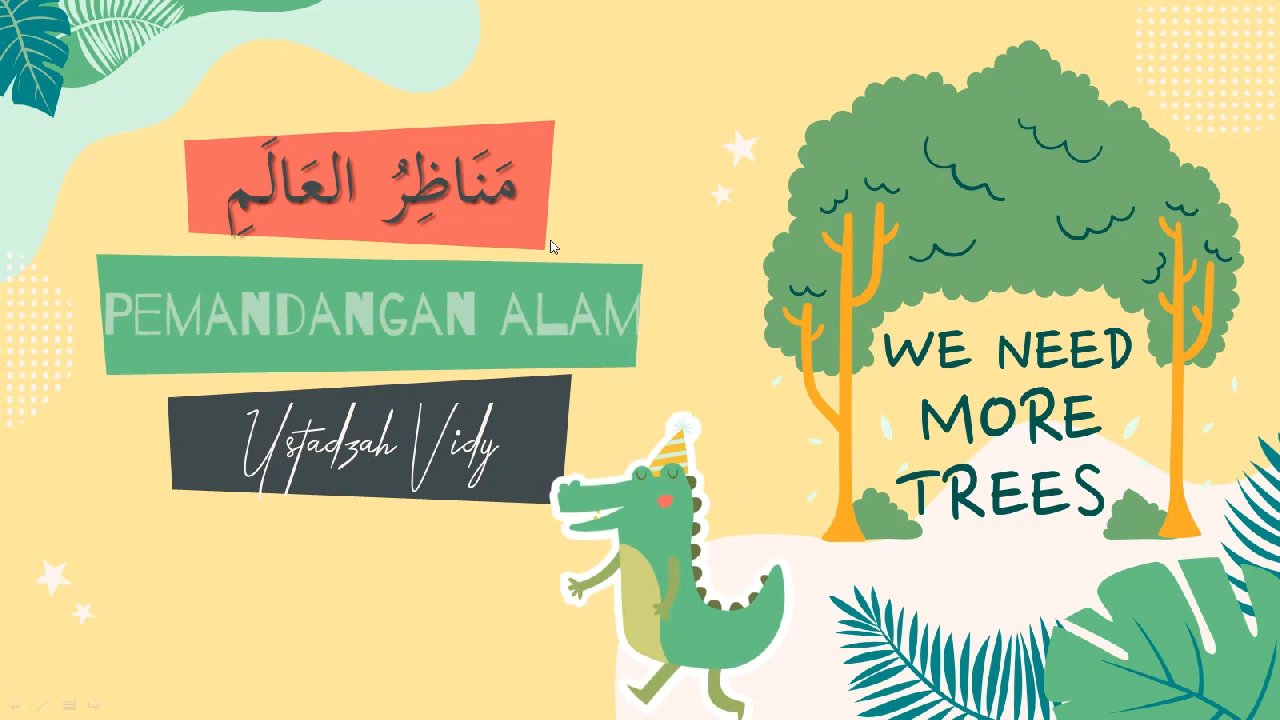 مَنَاظِرُ العَالَمِ
PEMANDANGAN ALAM
Ustadzah Vidy
WE NEED
MORE
TREES